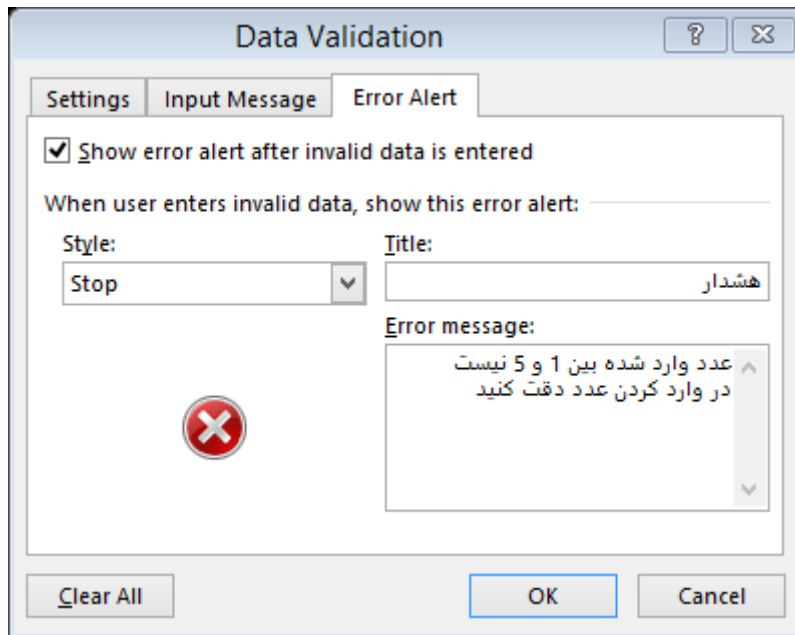 Data Validation
Settings
Input Message
Error Alert
Show error alert after invalid data is entered
When user enters invalid data, show this error alert:
Style:
Title:
Stop
هشدار
Error message:
عدد وارد شده بین 1 و 5 نیست
در وارد کردن عدد دقت کنید
Clear All
OK
Cancel